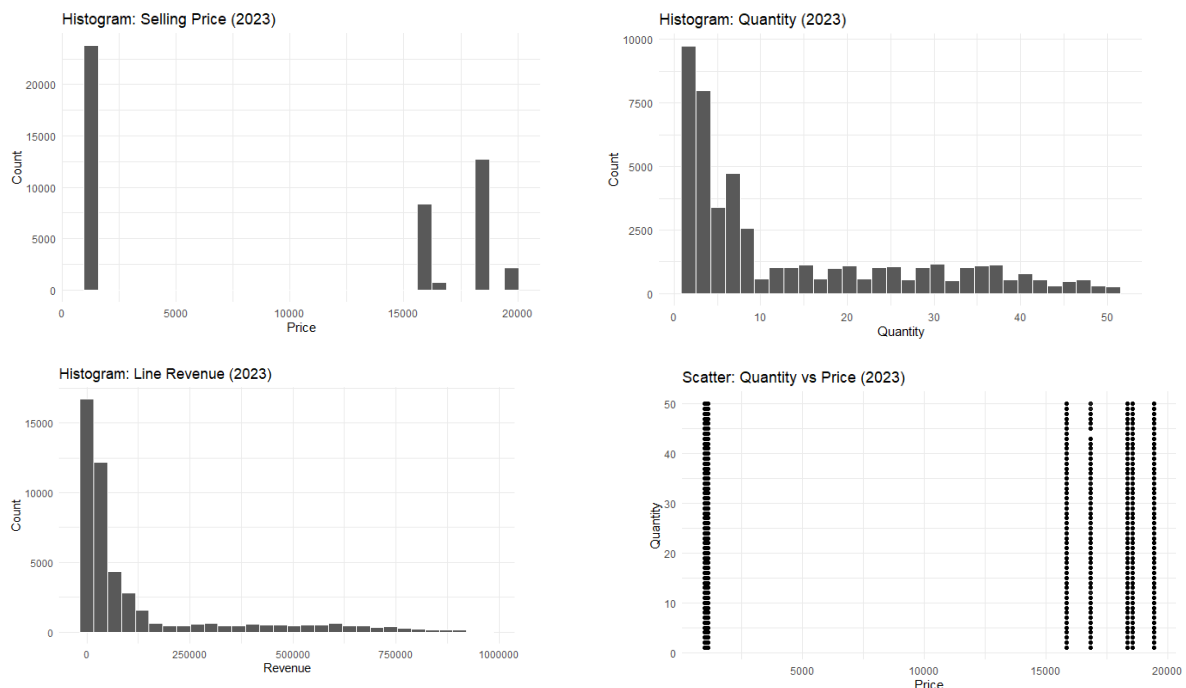 Histogram: Selling Price (2023)
20000
15000
10000
5000
0
Count
0 5000 10000 15000 20000
Price
Histogram: Quantity (2023)
10000
7500
5000
2500
0
Count
0 10 20 30 40 50
Quantity
Histogram: Line Revenue (2023)
15000
10000
5000
0
Count
0 250000 500000 750000 1000000
Revenue
Scatter: Quantity vs Price (2023)
50
40
30
20
10
0
Quantity
5000 10000 15000 20000
Price